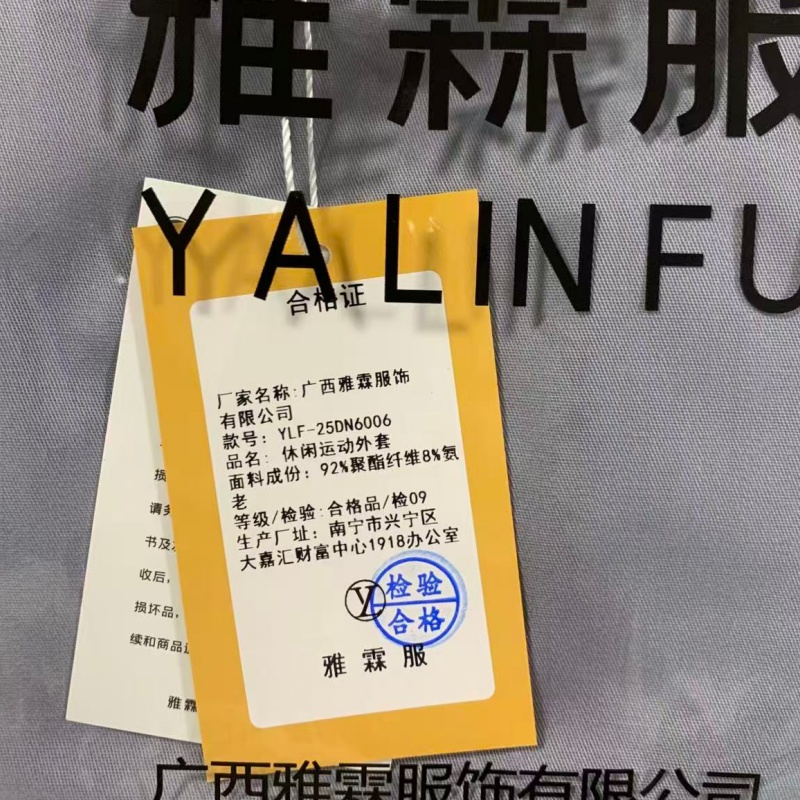 雅霖服
YALINFU
合格证
厂家名称:广西雅霖服饰
有限公司
款号: YLF-25DN6006
品名: 休闲运动外套
面料成份: 92%聚酯纤维8%氨
老
等级/检验:合格品/检09
生产厂址: 南宁市兴宁区
大嘉汇财富中心1918办公室
检验
合格
雅霖服
损
请务
书及
收后,
损坏品,
续和商品
雅霖
广西雅霖服饰有限公司